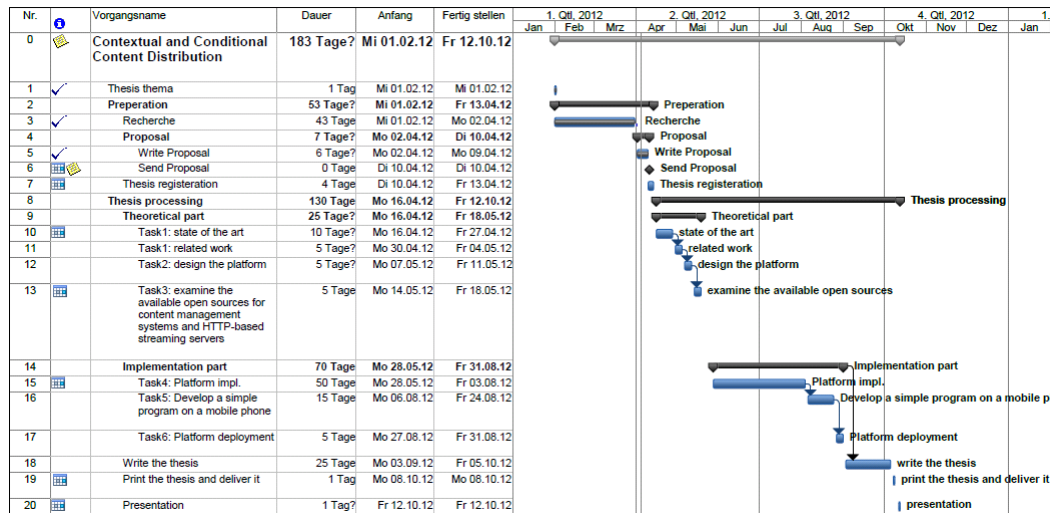 Nr. Vorgangsname Dauer Anfang Fertig stellen 1. Qtl, 2012 2. Qtl, 2012 3. Qtl, 2012 4. Qtl, 2012 1.
Jan Feb Mrz Apr Mai Jun Jul Aug Sep Okt Nov Dez Jan
0 Contextual and Conditional 183 Tage? Mi 01.02.12 Fr 12.10.12
Content Distribution
1 Thesis thema 1 Tag Mi 01.02.12 Mi 01.02.12
2 Preperation 53 Tage? Mi 01.02.12 Fr 13.04.12 Preperation
3 Recherche 43 Tage Mi 01.02.12 Mo 02.04.12 Recherche
4 Proposal 7 Tage? Mo 02.04.12 Di 10.04.12 Proposal
5 Write Proposal 6 Tage? Mo 02.04.12 Mo 09.04.12 Write Proposal
6 Send Proposal 0 Tage Di 10.04.12 Di 10.04.12 Send Proposal
7 Thesis registeration 4 Tage Di 10.04.12 Fr 13.04.12 Thesis registeration
8 Thesis processing 130 Tage Mo 16.04.12 Fr 12.10.12 Thesis processing
9 Theoretical part 25 Tage? Mo 16.04.12 Fr 18.05.12 Theoretical part
10 Task1: state of the art 10 Tage? Mo 16.04.12 Fr 27.04.12 state of the art
11 Task1: related work 5 Tage? Mo 30.04.12 Fr 04.05.12 related work
12 Task2: design the platform 5 Tage? Mo 07.05.12 Fr 11.05.12 design the platform
13 Task3: examine the 5 Tage Mo 14.05.12 Fr 18.05.12 examine the available open sources
available open sources for
content management
systems and HTTP-based
streaming servers
14 Implementation part 70 Tage Mo 28.05.12 Fr 31.08.12 Implementation part
15 Task4: Platform impl. 50 Tage Mo 28.05.12 Fr 03.08.12 Platform impl.
16 Task5: Develop a simple 15 Tage Mo 06.08.12 Fr 24.08.12 Develop a simple program on a mobile p
program on a mobile phone
17 Task6: Platform deployment 5 Tage Mo 27.08.12 Fr 31.08.12 Platform deployment
18 Write the thesis 25 Tage Mo 03.09.12 Fr 05.10.12 write the thesis
19 Print the thesis and deliver it 1 Tag Mo 08.10.12 Mo 08.10.12 print the thesis and deliver it
20 Presentation 1 Tag? Fr 12.10.12 Fr 12.10.12 presentation